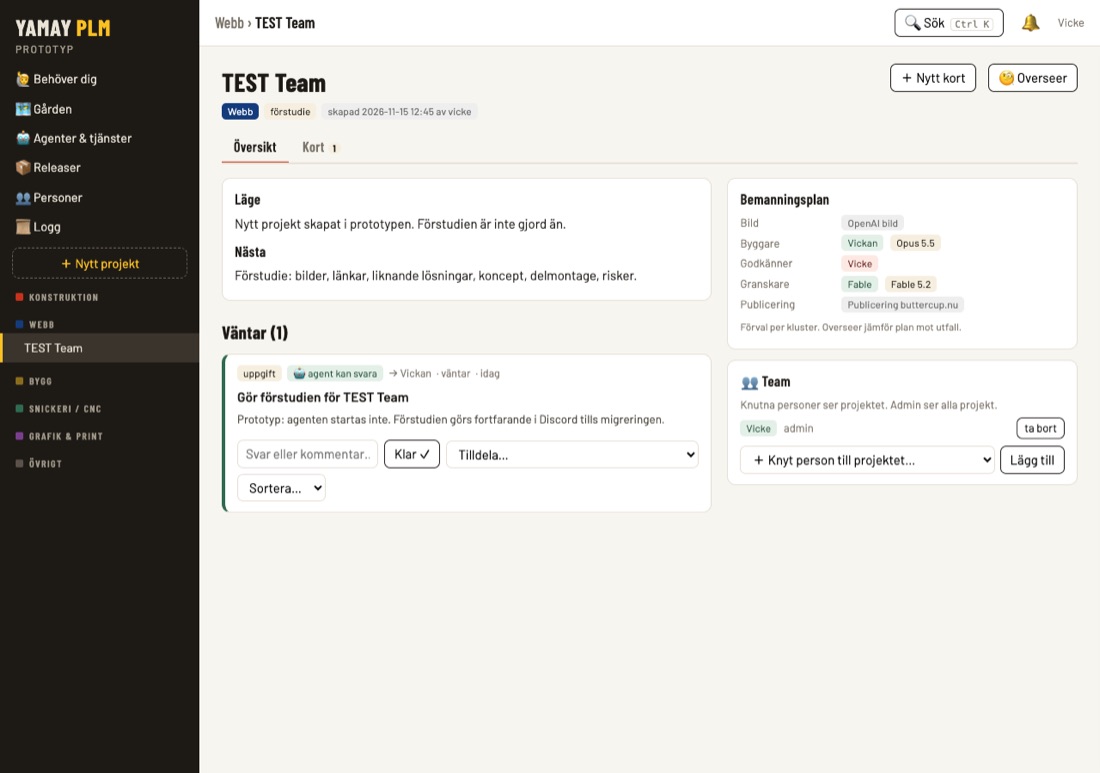 YAMAY PLM
PROTOTYP
Behöver dig
Gården
Agenter & tjänster
Releaser
Personer
Logg
+ Nytt projekt
KONSTRUKTION
WEBB
TEST Team
BYGG
SNICKERI / CNC
GRAFIK & PRINT
ÖVRIGT
Webb › TEST Team
Sök Ctrl K
Vicke
TEST Team
+ Nytt kort
Overseer
Webb förstudie skapad 2026-11-15 12:45 av vicke
Översikt Kort 1
Läge
Nytt projekt skapat i prototypen. Förstudien är inte gjord än.
Nästa
Förstudie: bilder, länkar, liknande lösningar, koncept, delmontage, risker.
Väntar (1)
uppgift agent kan svara → Vickan · väntar · idag
Gör förstudien för TEST Team
Prototyp: agenten startas inte. Förstudien görs fortfarande i Discord tills migreringen.
Svar eller kommentar.. Klar ✓ Tilldela...
Sortera...
Bemanningsplan
Bild OpenAI bild
Byggare Vickan Opus 5.5
Godkänner Vicke
Granskare Fable Fable 5.2
Publicering Publicering buttercup.nu
Förval per kluster. Overseer jämför plan mot utfall.
Team
Knutna personer ser projektet. Admin ser alla projekt.
Vicke admin ta bort
+ Knyt person till projektet... Lägg till